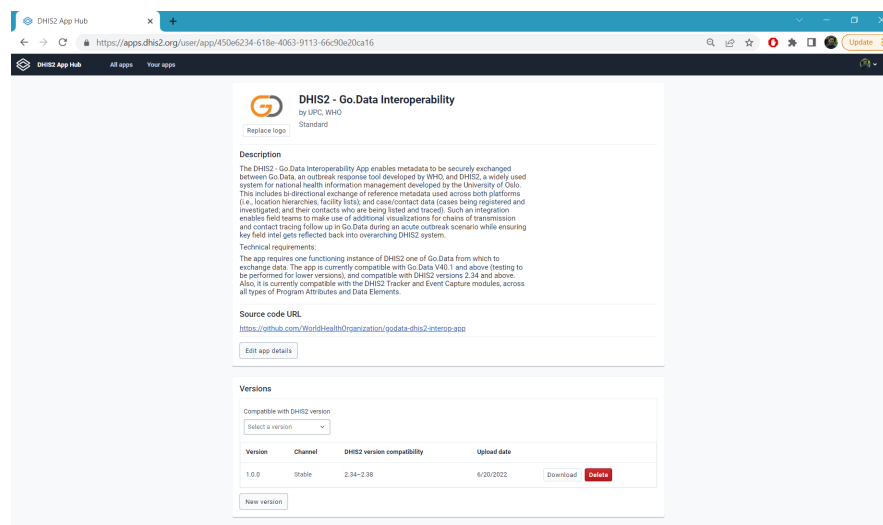 DHIS2 App Hub
https://apps.dhis2.org/user/app/450e6234-618e-4063-9113-66c90e20ca16
Update
DHIS2 App Hub All apps Your apps
DHIS2 - Go.Data Interoperability
by UPC, WHO
Standard
Replace logo
Description
The DHIS2 - Go.Data Interoperability App enables metadata to be securely exchanged
between Go.Data, an outbreak response tool developed by WHO, and DHIS2, a widely used
system for national health information management developed by the University of Oslo.
This includes bi-directional exchange of reference metadata used across both platforms
(i.e., location hierarchies, facility lists); and case/contact data (cases being registered and
investigated; and their contacts who are being listed and traced). Such an integration
enables field teams to make use of additional visualizations for chains of transmission
and contact tracing follow up in Go.Data during an acute outbreak scenario while ensuring
key field intel gets reflected back into overarching DHIS2 system.
Technical requirements:
The app requires one functioning instance of DHIS2 one of Go.Data from which to
exchange data. The app is currently compatible with Go.Data V40.1 and above (testing to
be performed for lower versions), and compatible with DHIS2 versions 2.34 and above.
Also, it is currently compatible with the DHIS2 Tracker and Event Capture modules, across
all types of Program Attributes and Data Elements.
Source code URL
https://github.com/WorldHealthOrganization/godata-dhis2-interop-app
Edit app details
Versions
Compatible with DHIS2 version
Select a version
Version Channel DHIS2 version compatibility Upload date
1.0.0 Stable 2.34–2.38 6/20/2022 Download Delete
New version